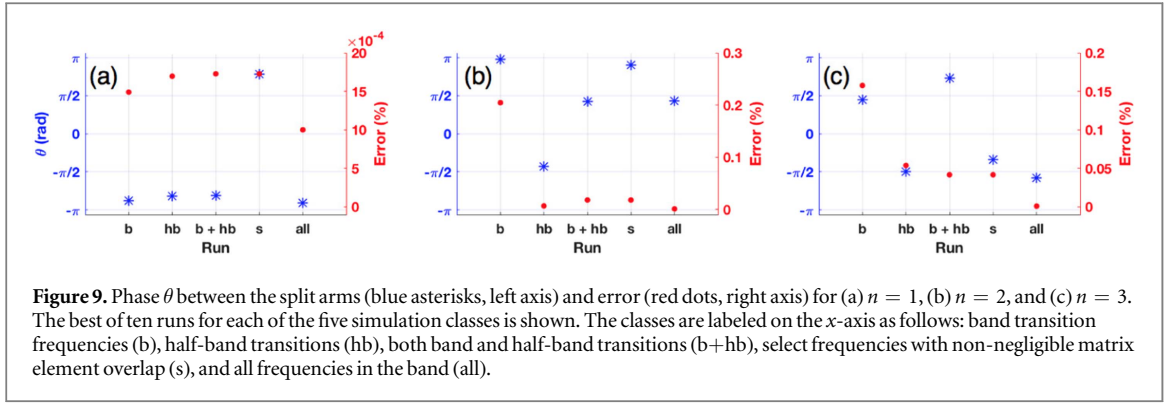 ×10⁻⁴
π
π/2
0
-π/2
-π
θ (rad)
(a)
20
15
10
5
0
Error (%)
b hb b + hb s all
Run
π
π/2
0
-π/2
-π
(b)
0.3
0.2
0.1
0
Error (%)
b hb b + hb s all
Run
π
π/2
0
-π/2
-π
(c)
0.2
0.15
0.1
0.05
0
Error (%)
b hb b + hb s all
Run
Figure 9. Phase θ between the split arms (blue asterisks, left axis) and error (red dots, right axis) for (a) n = 1, (b) n = 2, and (c) n = 3.
The best of ten runs for each of the five simulation classes is shown. The classes are labeled on the x-axis as follows: band transition
frequencies (b), half-band transitions (hb), both band and half-band transitions (b+hb), select frequencies with non-negligible matrix
element overlap (s), and all frequencies in the band (all).